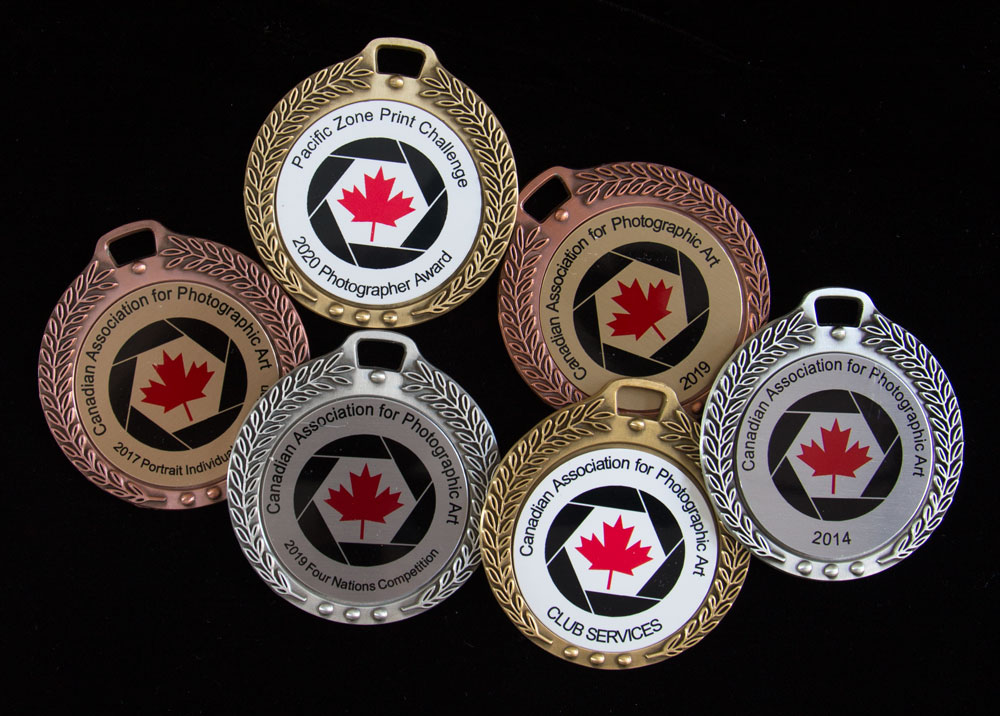 Pacific Zone Print Challenge
2020 Photographer Award
Canadian Association for Photographic Art
2019
Canadian Association for Photographic Art
2017 Portrait Individual
Canadian Association for Photographic Art
2019 Four Nations Competition
Canadian Association for Photographic Art
CLUB SERVICES
Canadian Association for Photographic Art
2014